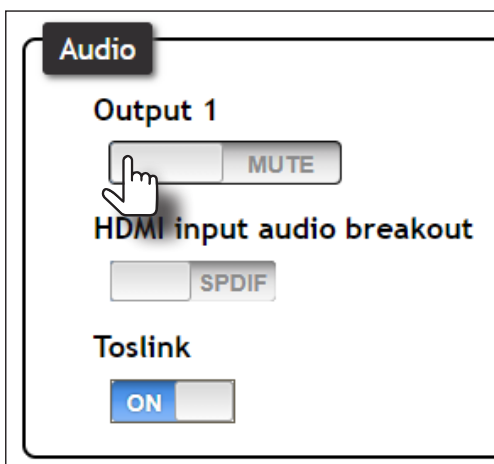 Audio
Output 1
MUTE
HDMI input audio breakout
SPDIF
Toslink
ON